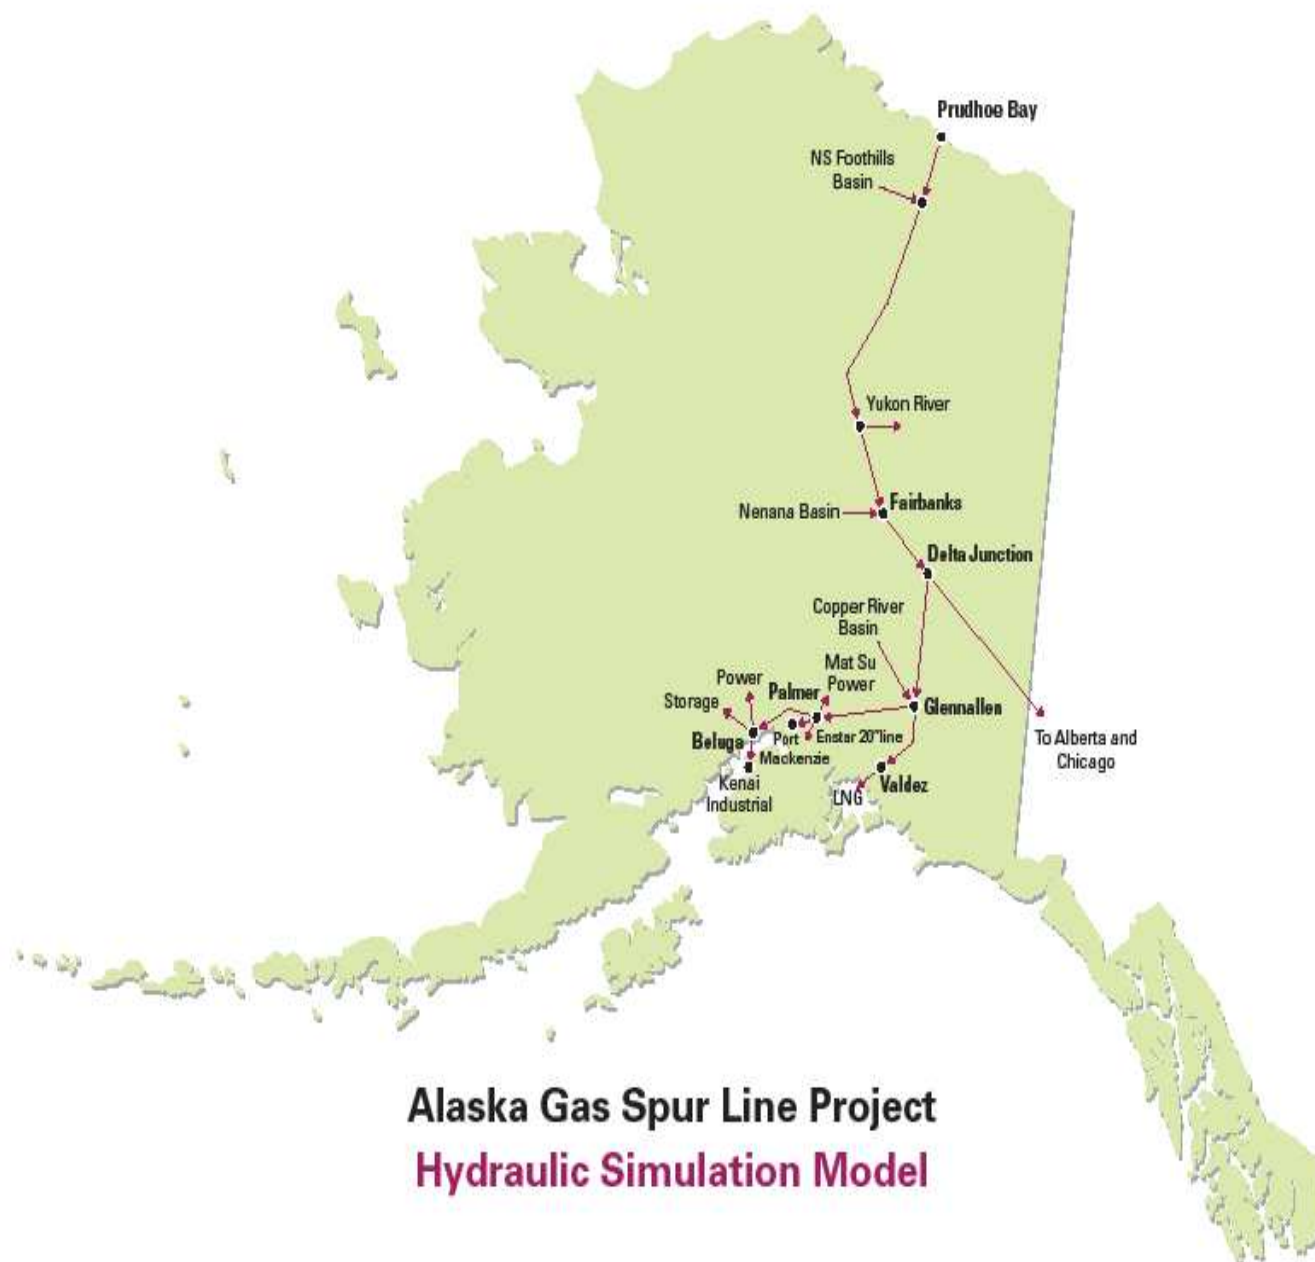 Prudhoe Bay
NS Foothills
Basin
Yukon River
Nenana Basin
Fairbanks
Delta Junction
Copper River
Basin
Mat Su
Power
Power
Palmer
Storage
Glennallen
Beluga
Port
Mackenzie
Enstar 20"line
To Alberta and
Chicago
Kenai
Industrial
LNG
Valdez
Alaska Gas Spur Line Project
Hydraulic Simulation Model